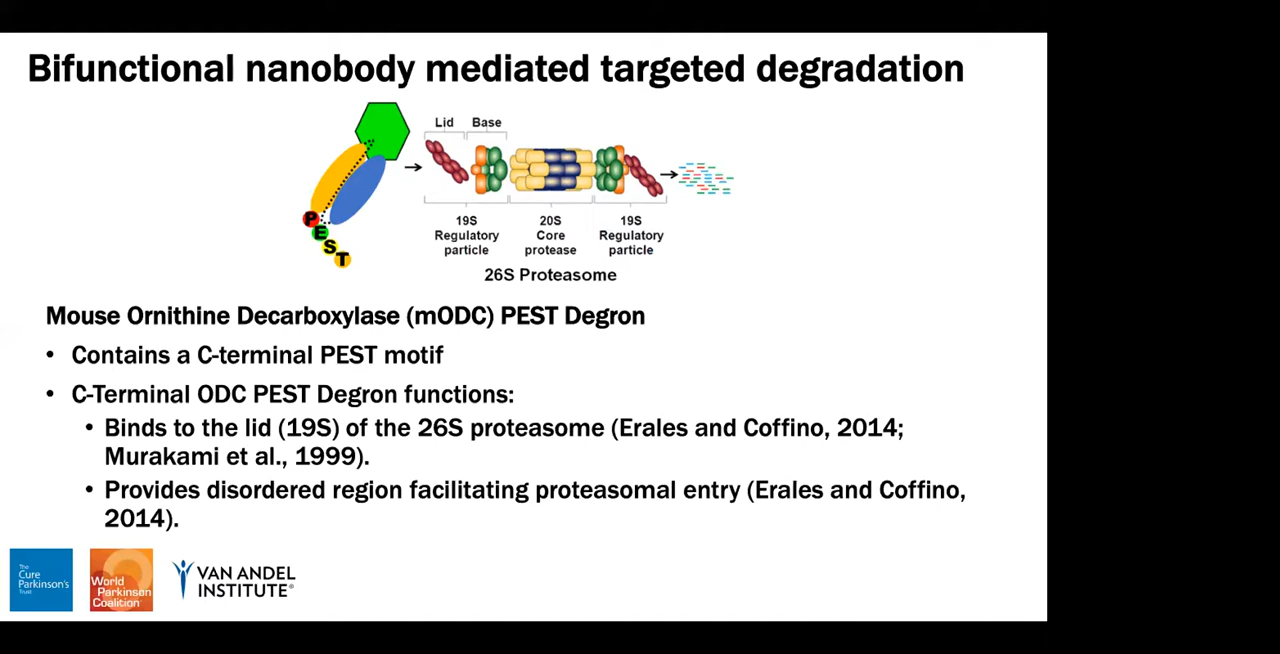 Bifunctional nanobody mediated targeted degradation
Lid Base
P
E
S
T
19S
Regulatory
particle
20S
Core
protease
19S
Regulatory
particle
26S Proteasome
Mouse Ornithine Decarboxylase (mODC) PEST Degron
• Contains a C-terminal PEST motif
• C-Terminal ODC PEST Degron functions:
• Binds to the lid (19S) of the 26S proteasome (Erales and Coffino, 2014;
Murakami et al., 1999).
• Provides disordered region facilitating proteasomal entry (Erales and Coffino,
2014).
The
Cure
Parkinson's
Trust
World
Parkinson
Coalition
VAN ANDEL
INSTITUTE®